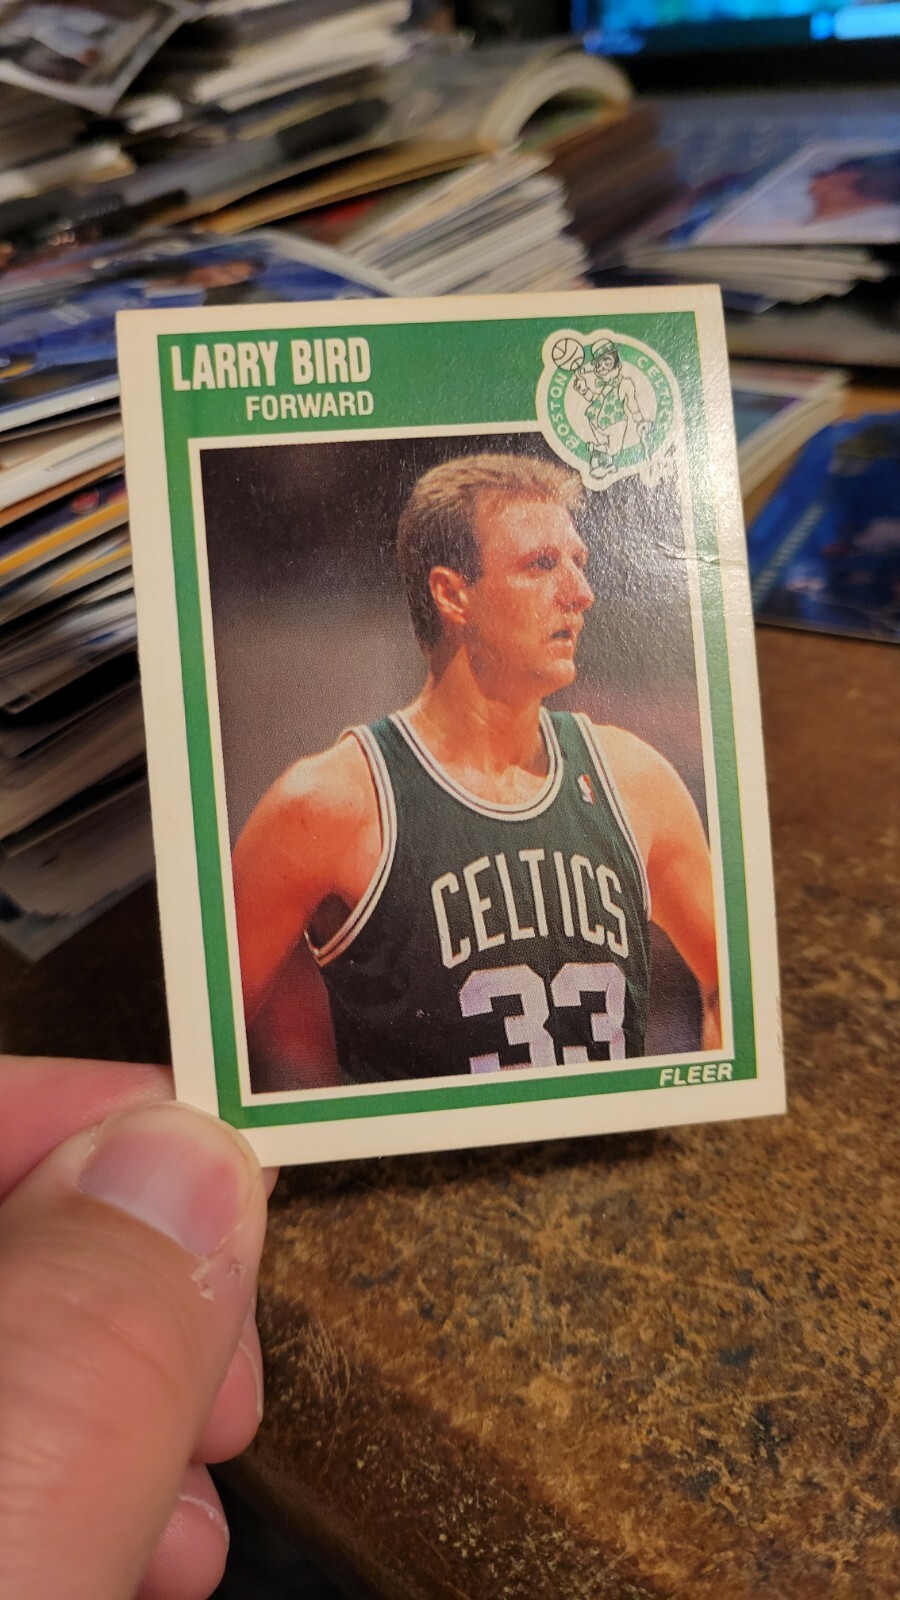 LARRY BIRD
FORWARD
BOSTON CELTICS
CELTICS
33
FLEER